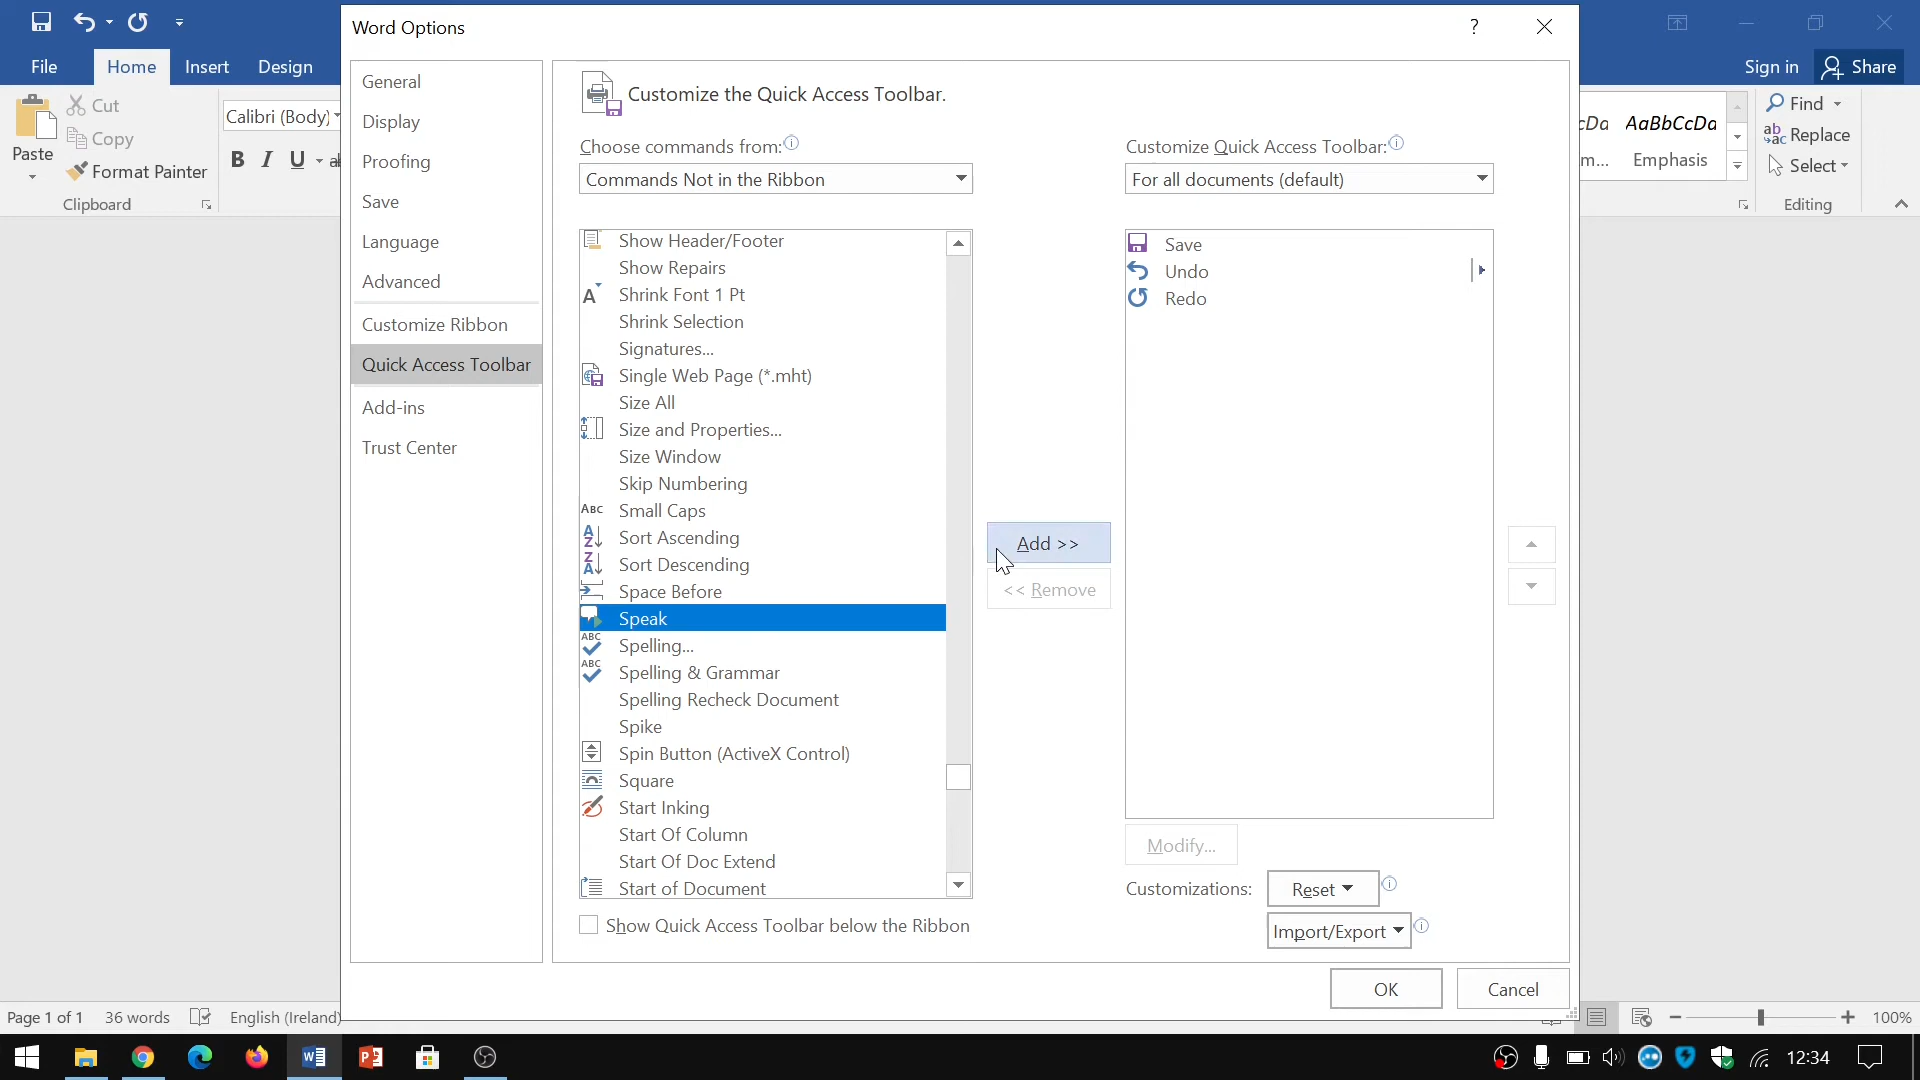 Word Options
File
Home
Insert
Design
Sign in
Share
Paste
Cut
Copy
Format Painter
Clipboard
Calibri (Body)
B I U
AaBbCcDd
Emphasis
Find
Replace
Select
Editing
General
Display
Proofing
Save
Language
Advanced
Customize Ribbon
Quick Access Toolbar
Add-ins
Trust Center
Customize the Quick Access Toolbar.
Choose commands from:
Commands Not in the Ribbon
Show Header/Footer
Show Repairs
Shrink Font 1 Pt
Shrink Selection
Signatures...
Single Web Page (*.mht)
Size All
Size and Properties...
Size Window
Skip Numbering
Small Caps
Sort Ascending
Sort Descending
Space Before
Speak
Spelling...
Spelling & Grammar
Spelling Recheck Document
Spike
Spin Button (ActiveX Control)
Square
Start Inking
Start Of Column
Start Of Doc Extend
Start of Document
Show Quick Access Toolbar below the Ribbon
Add >>
<< Remove
Customize Quick Access Toolbar:
For all documents (default)
Save
Undo
Redo
Modify...
Customizations:
Reset
Import/Export
OK
Cancel
Page 1 of 1
36 words
English (Ireland)
100%
12:34